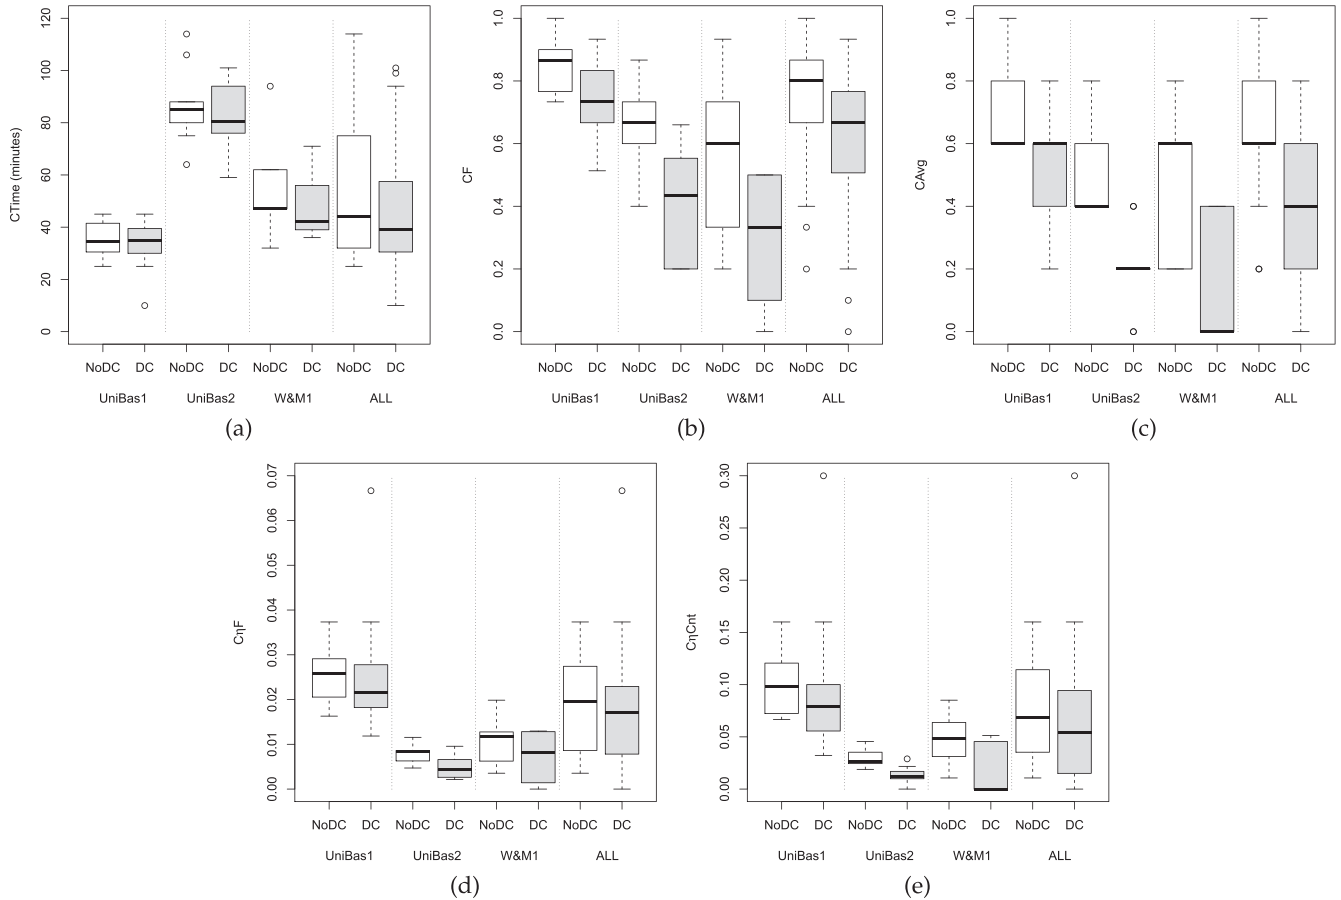 CTime (minutes)
0 20 40 60 80 100 120
NoDC DC NoDC DC NoDC DC NoDC DC
UniBas1 UniBas2 W&M1 ALL
(a)
CF
0.0 0.2 0.4 0.6 0.8 1.0
NoDC DC NoDC DC NoDC DC NoDC DC
UniBas1 UniBas2 W&M1 ALL
(b)
CAvg
0.0 0.2 0.4 0.6 0.8 1.0
NoDC DC NoDC DC NoDC DC NoDC DC
UniBas1 UniBas2 W&M1 ALL
(c)
CηF
0.00 0.01 0.02 0.03 0.04 0.05 0.06 0.07
NoDC DC NoDC DC NoDC DC NoDC DC
UniBas1 UniBas2 W&M1 ALL
(d)
CηCnt
0.00 0.05 0.10 0.15 0.20 0.25 0.30
NoDC DC NoDC DC NoDC DC NoDC DC
UniBas1 UniBas2 W&M1 ALL
(e)